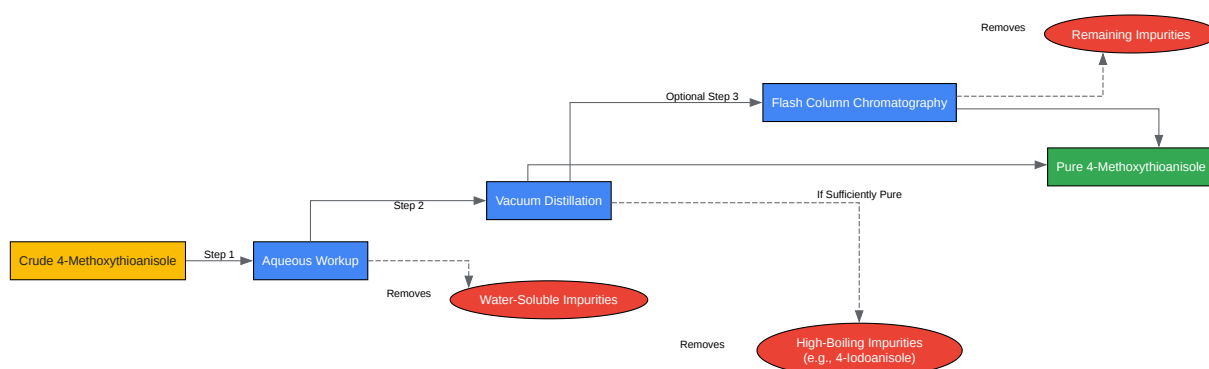 Removes
Remaining Impurities
Optional Step 3
Flash Column Chromatography
Pure 4-Methoxythioanisole
If Sufficiently Pure
Vacuum Distillation
Step 2
Step 1
Crude 4-Methoxythioanisole
Aqueous Workup
Removes
Water-Soluble Impurities
Removes
High-Boiling Impurities
(e.g., 4-Iodoanisole)